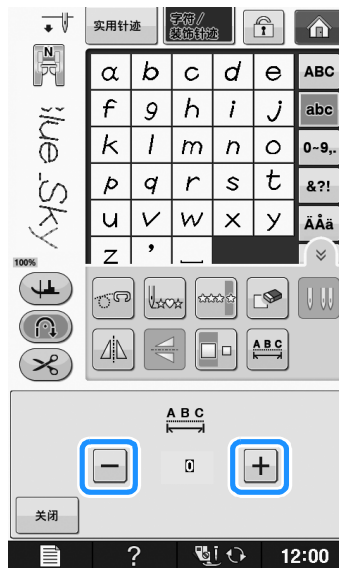 实用针迹
字符/
装饰针迹
N
Blue Sky
100%
a b c d e
f g h i j
k l m n o
p q r s t
u v w x y
z ' _
ABC
abc
0~9,.
&?!
ÄÅä
A B C
A B C
− 0 +
关闭
? 12:00